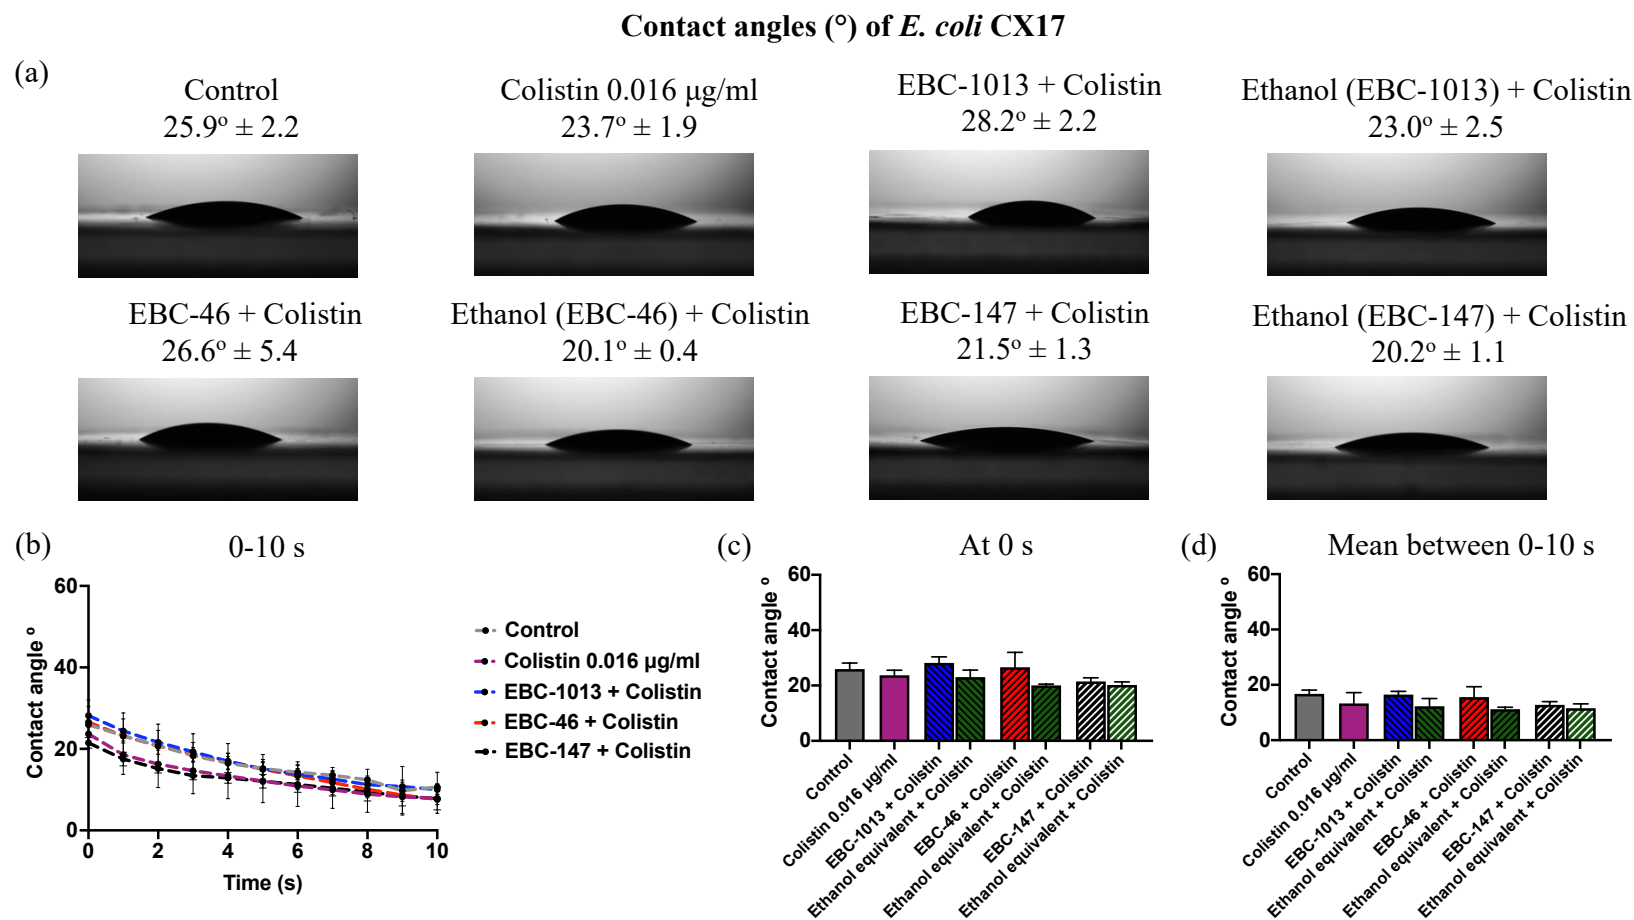 Contact angles (°) of E. coli CX17
(a)
Control
25.9º ± 2.2
Colistin 0.016 µg/ml
23.7º ± 1.9
EBC-1013 + Colistin
28.2º ± 2.2
Ethanol (EBC-1013) + Colistin
23.0º ± 2.5
EBC-46 + Colistin
26.6º ± 5.4
Ethanol (EBC-46) + Colistin
20.1º ± 0.4
EBC-147 + Colistin
21.5º ± 1.3
Ethanol (EBC-147) + Colistin
20.2º ± 1.1
(b)
0-10 s
Contact angle º
60
40
20
0
0 2 4 6 8 10
Time (s)
Control
Colistin 0.016 µg/ml
EBC-1013 + Colistin
EBC-46 + Colistin
EBC-147 + Colistin
(c)
At 0 s
Contact angle º
60
40
20
0
Control
Colistin 0.016 µg/ml
EBC-1013 + Colistin
Ethanol equivalent + Colistin
EBC-46 + Colistin
Ethanol equivalent + Colistin
EBC-147 + Colistin
Ethanol equivalent + Colistin
(d)
Mean between 0-10 s
Contact angle º
60
40
20
0
Control
Colistin 0.016 µg/ml
EBC-1013 + Colistin
Ethanol equivalent + Colistin
EBC-46 + Colistin
Ethanol equivalent + Colistin
EBC-147 + Colistin
Ethanol equivalent + Colistin